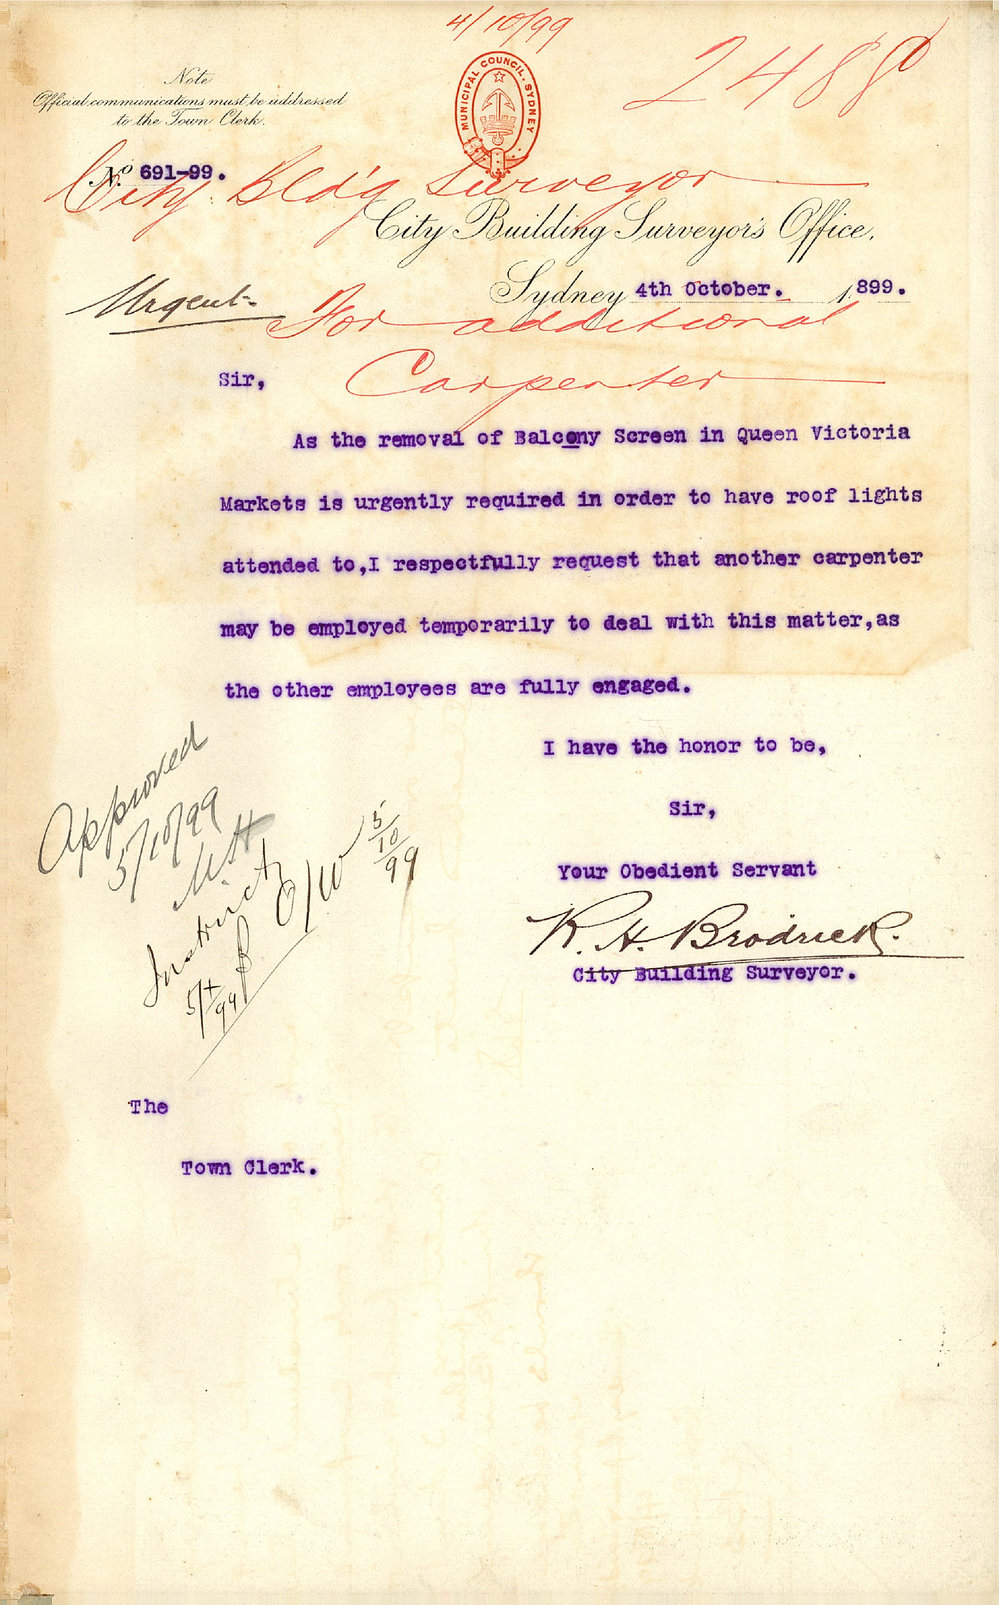 4/10/99
2488
Note
Official communications must be addressed
to the Town Clerk.
MUNICIPAL COUNCIL. SYDNEY
No. 691-99.
City Bld'g Surveyor
City Building Surveyor's Office,
Sydney 4th October. 1899.
Urgent
For additional
Carpenter
Sir,
As the removal of Balcony Screen in Queen Victoria
Markets is urgently required in order to have roof lights
attended to,I respectfully request that another carpenter
may be employed temporarily to deal with this matter,as
the other employees are fully engaged.
I have the honor to be,
Sir,
Your Obedient Servant
R. H. Brodrick.
City Building Surveyor.
Approved
5/10/99
Instruct
5/10/99
The
Town Clerk.